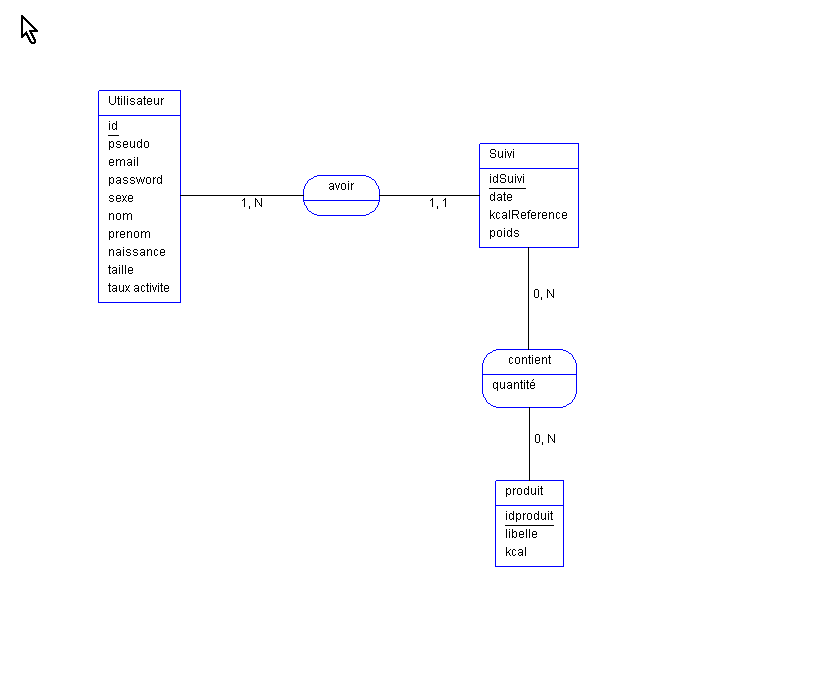 Utilisateur
id
pseudo
email
password
sexe
nom
prenom
naissance
taille
taux activite
1, N
avoir
1, 1
Suivi
idSuivi
date
kcalReference
poids
0, N
contient
quantité
0, N
produit
idproduit
libelle
kcal